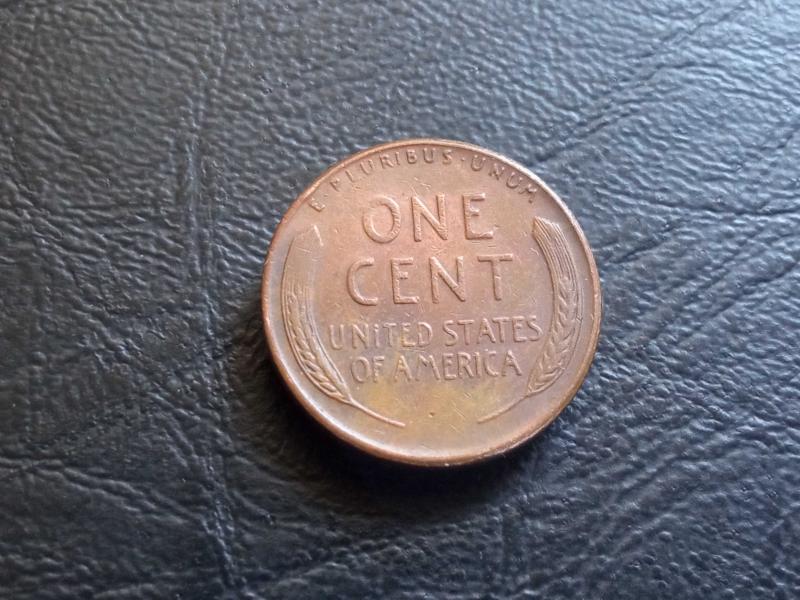 E·PLURIBUS·UNUM
ONE
CENT
UNITED STATES
OF AMERICA